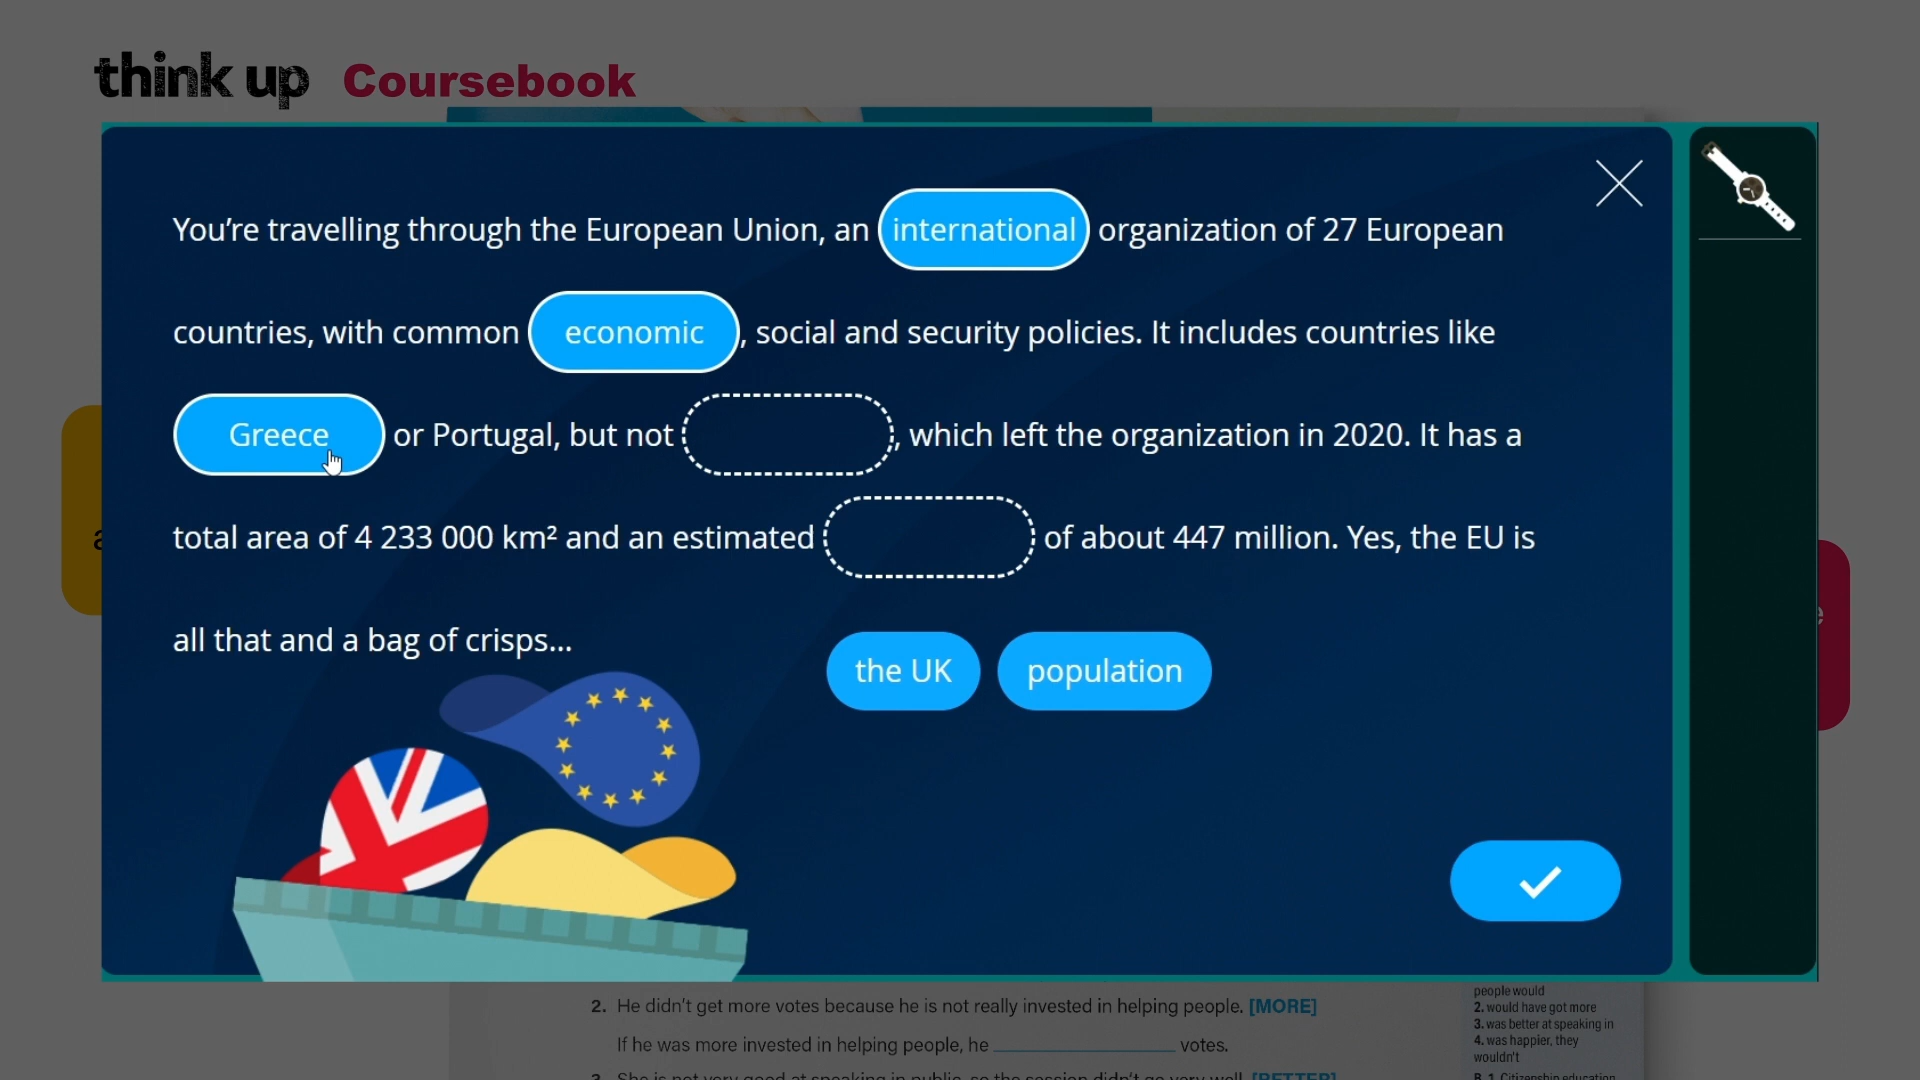 think up Coursebook
You're travelling through the European Union, an international organization of 27 European
countries, with common economic, social and security policies. It includes countries like
Greece or Portugal, but not , which left the organization in 2020. It has a
total area of 4 233 000 km² and an estimated of about 447 million. Yes, the EU is
all that and a bag of crisps...
the UK population
2. He didn't get more votes because he is not really invested in helping people. [MORE]
If he was more invested in helping people, he ____ votes.
people would
2. would have got more
3. was better at speaking in
4. was happier, they
wouldn't